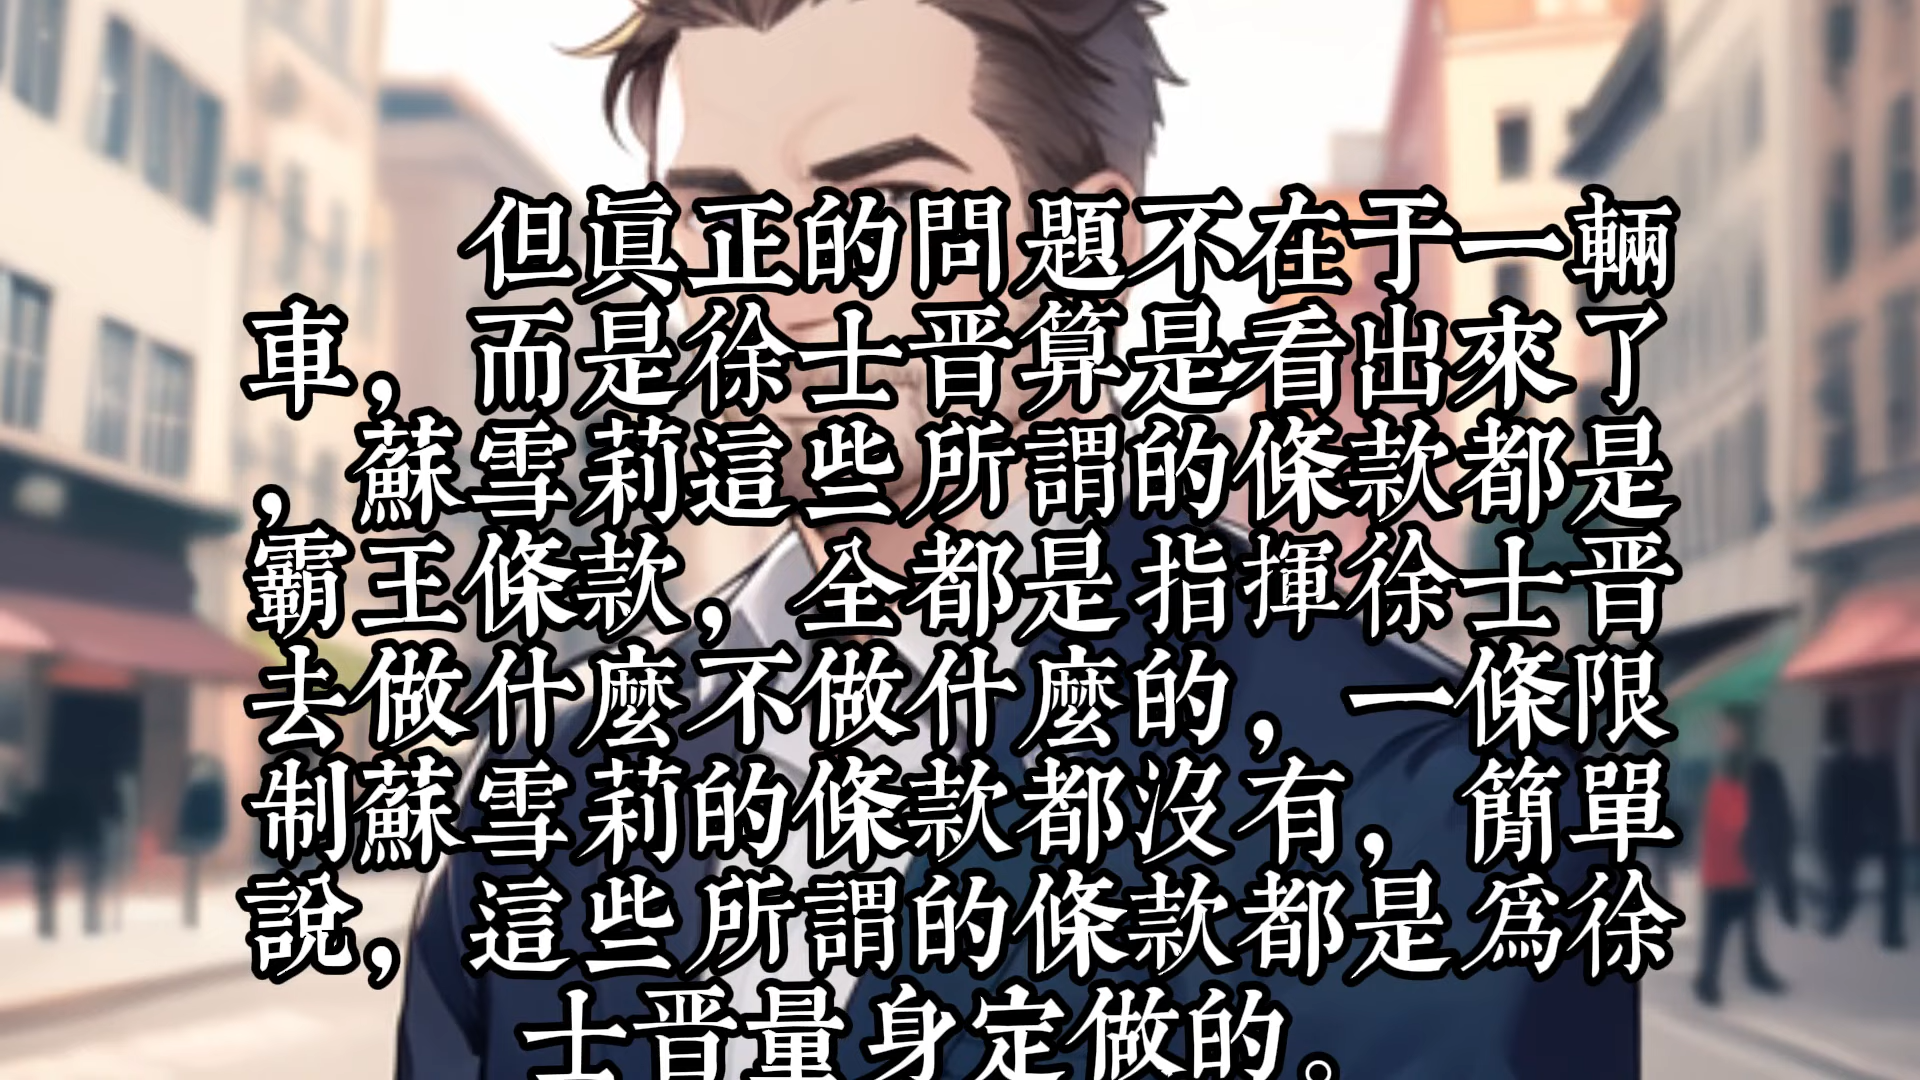 但眞正的問題不在于一輛
車，而是徐士晋算是看出來了
，蘇雪莉這些所謂的條款都是
霸王條款，全都是指揮徐士晋
去做什麼不做什麼的，一條限
制蘇雪莉的條款都沒有，簡單
說，這些所謂的條款都是爲徐
士晋量身定做的。